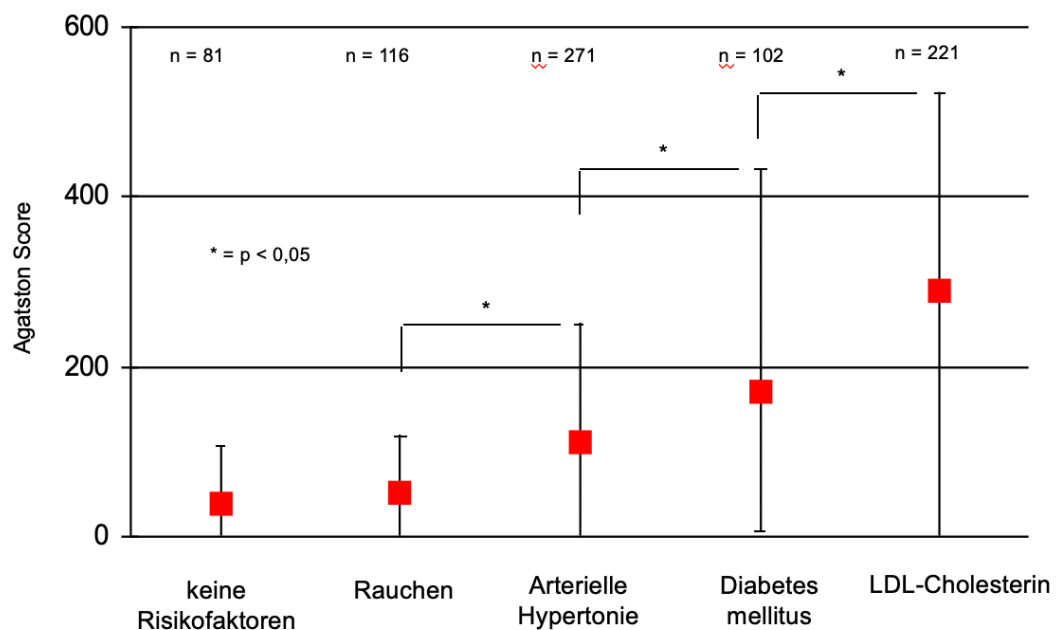 600
n = 81
n = 116
n = 271
n = 102
n = 221
*
*
400
* = p < 0,05
*
Agatston Score
200
0
keine
Risikofaktoren
Rauchen
Arterielle
Hypertonie
Diabetes
mellitus
LDL-Cholesterin